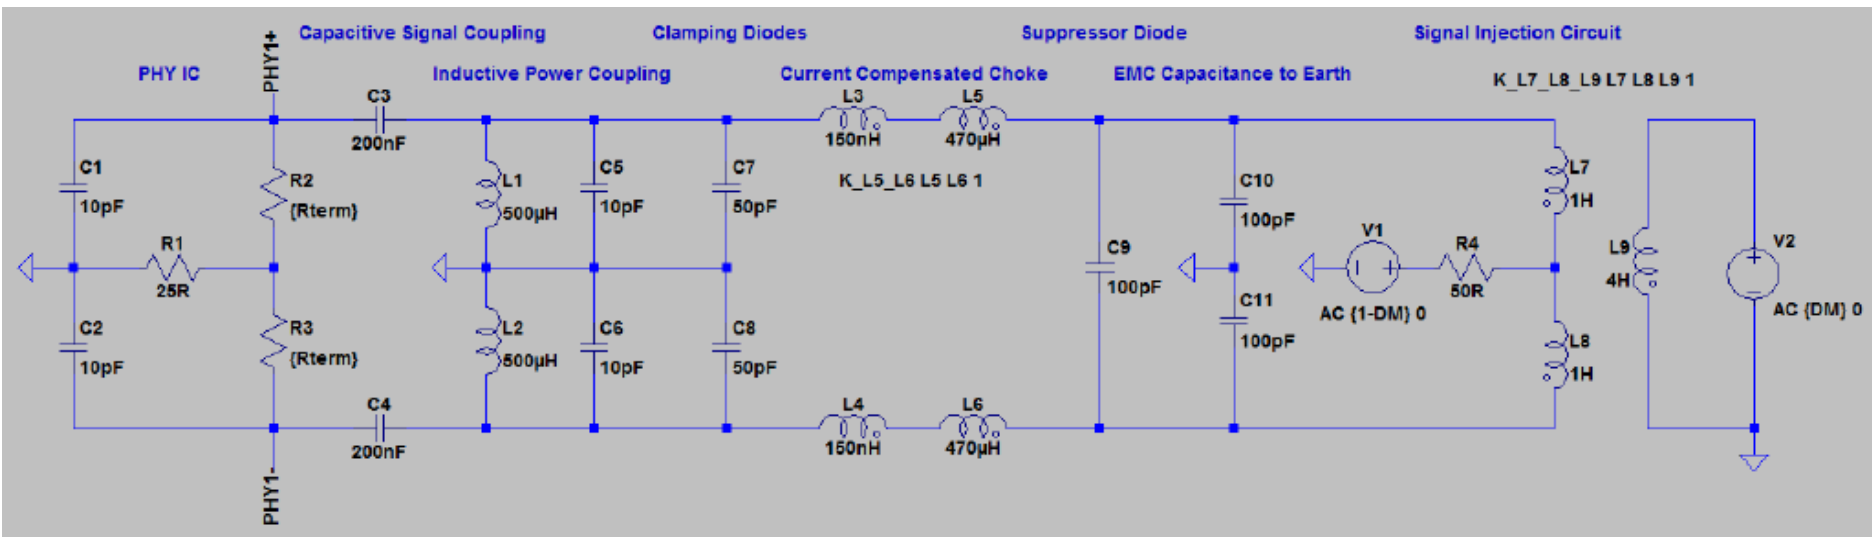 Capacitive Signal Coupling
Clamping Diodes
Suppressor Diode
Signal Injection Circuit
PHY IC
PHY1+
Inductive Power Coupling
Current Compensated Choke
EMC Capacitance to Earth
K_L7_L8_L9 L7 L8 L9 1
C3
200nF
L3
150nH
L5
470µH
K_L5_L6 L5 L6 1
C1
10pF
R2
{Rterm}
L1
500µH
C5
10pF
C7
50pF
C10
100pF
L7
1H
R1
25R
C9
100pF
V1
AC {1-DM} 0
R4
50R
L9
4H
V2
AC {DM} 0
C2
10pF
R3
{Rterm}
L2
500µH
C6
10pF
C8
50pF
C11
100pF
L8
1H
C4
200nF
L4
150nH
L6
470µH
PHY1-